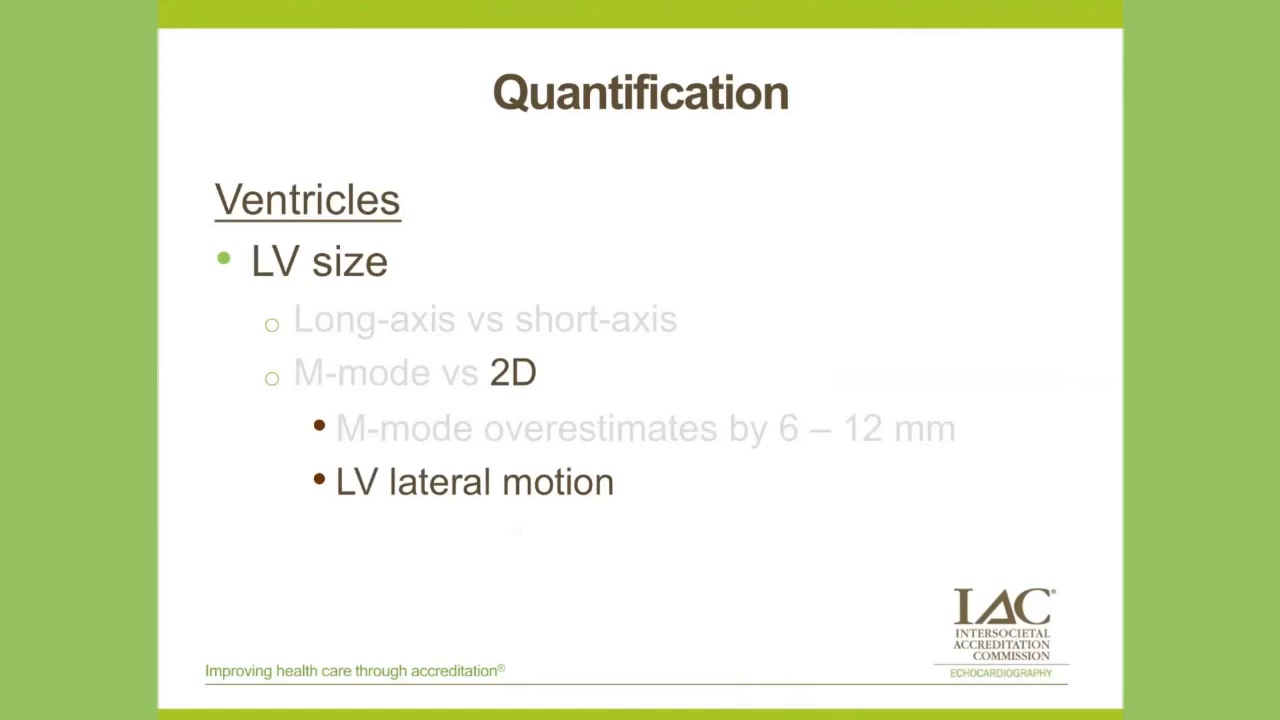 Quantification
Ventricles
• LV size
o Long-axis vs short-axis
o M-mode vs 2D
• M-mode overestimates by 6 – 12 mm
• LV lateral motion
IAC®
INTERSOCIETAL
ACCREDITATION
COMMISSION
ECHOCARDIOGRAPHY
Improving health care through accreditation®